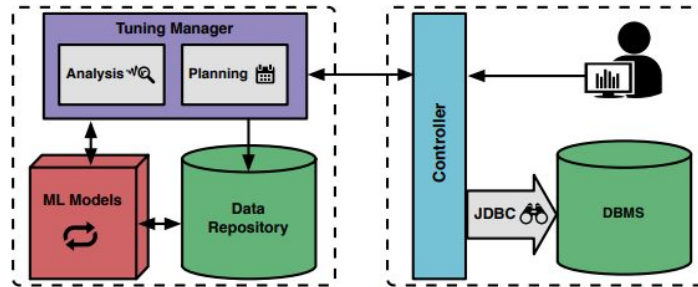 Tuning Manager
Analysis
Planning
ML Models
Data
Repository
Controller
JDBC
DBMS